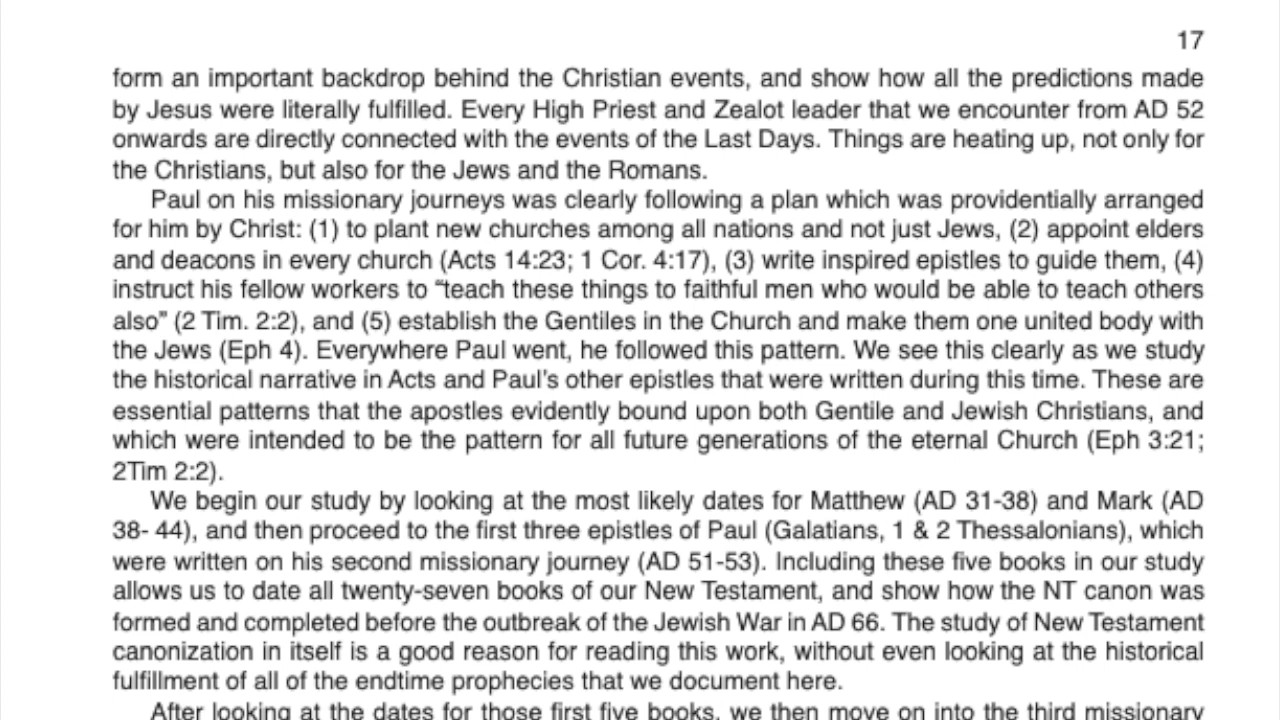 17
form an important backdrop behind the Christian events, and show how all the predictions made
by Jesus were literally fulfilled. Every High Priest and Zealot leader that we encounter from AD 52
onwards are directly connected with the events of the Last Days. Things are heating up, not only for
the Christians, but also for the Jews and the Romans.
Paul on his missionary journeys was clearly following a plan which was providentially arranged
for him by Christ: (1) to plant new churches among all nations and not just Jews, (2) appoint elders
and deacons in every church (Acts 14:23; 1 Cor. 4:17), (3) write inspired epistles to guide them, (4)
instruct his fellow workers to “teach these things to faithful men who would be able to teach others
also” (2 Tim. 2:2), and (5) establish the Gentiles in the Church and make them one united body with
the Jews (Eph 4). Everywhere Paul went, he followed this pattern. We see this clearly as we study
the historical narrative in Acts and Paul’s other epistles that were written during this time. These are
essential patterns that the apostles evidently bound upon both Gentile and Jewish Christians, and
which were intended to be the pattern for all future generations of the eternal Church (Eph 3:21;
2Tim 2:2).
We begin our study by looking at the most likely dates for Matthew (AD 31-38) and Mark (AD
38- 44), and then proceed to the first three epistles of Paul (Galatians, 1 & 2 Thessalonians), which
were written on his second missionary journey (AD 51-53). Including these five books in our study
allows us to date all twenty-seven books of our New Testament, and show how the NT canon was
formed and completed before the outbreak of the Jewish War in AD 66. The study of New Testament
canonization in itself is a good reason for reading this work, without even looking at the historical
fulfillment of all of the endtime prophecies that we document here.
After looking at the dates for those first five books, we then move on into the third missionary